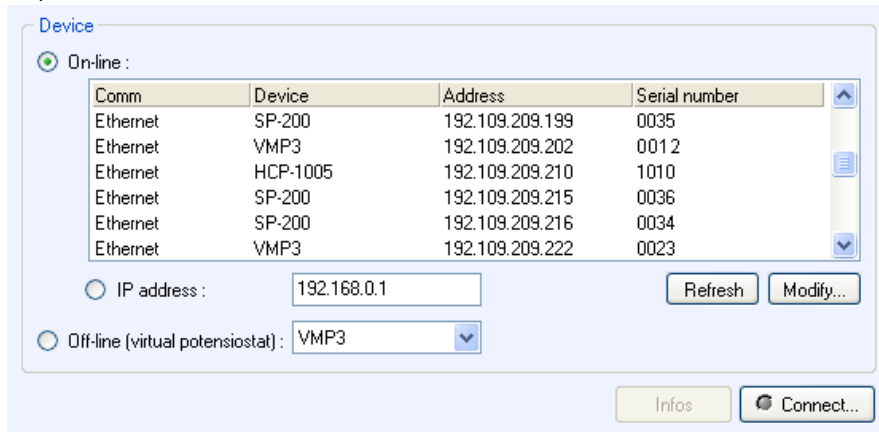 Device
On-line :
Comm Device Address Serial number
Ethernet SP-200 192.109.209.199 0035
Ethernet VMP3 192.109.209.202 0012
Ethernet HCP-1005 192.109.209.210 1010
Ethernet SP-200 192.109.209.215 0036
Ethernet SP-200 192.109.209.216 0034
Ethernet VMP3 192.109.209.222 0023
IP address : 192.168.0.1 Refresh Modify...
Off-line (virtual potensiostat) : VMP3
Infos Connect...